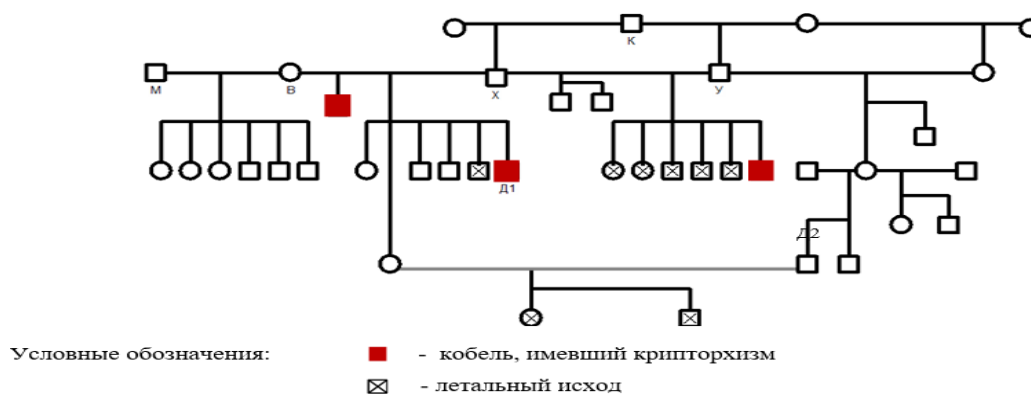 К
М
В
Х
У
Д1
Д2
Условные обозначения:
- кобель, имевший крипторхизм
- летальный исход